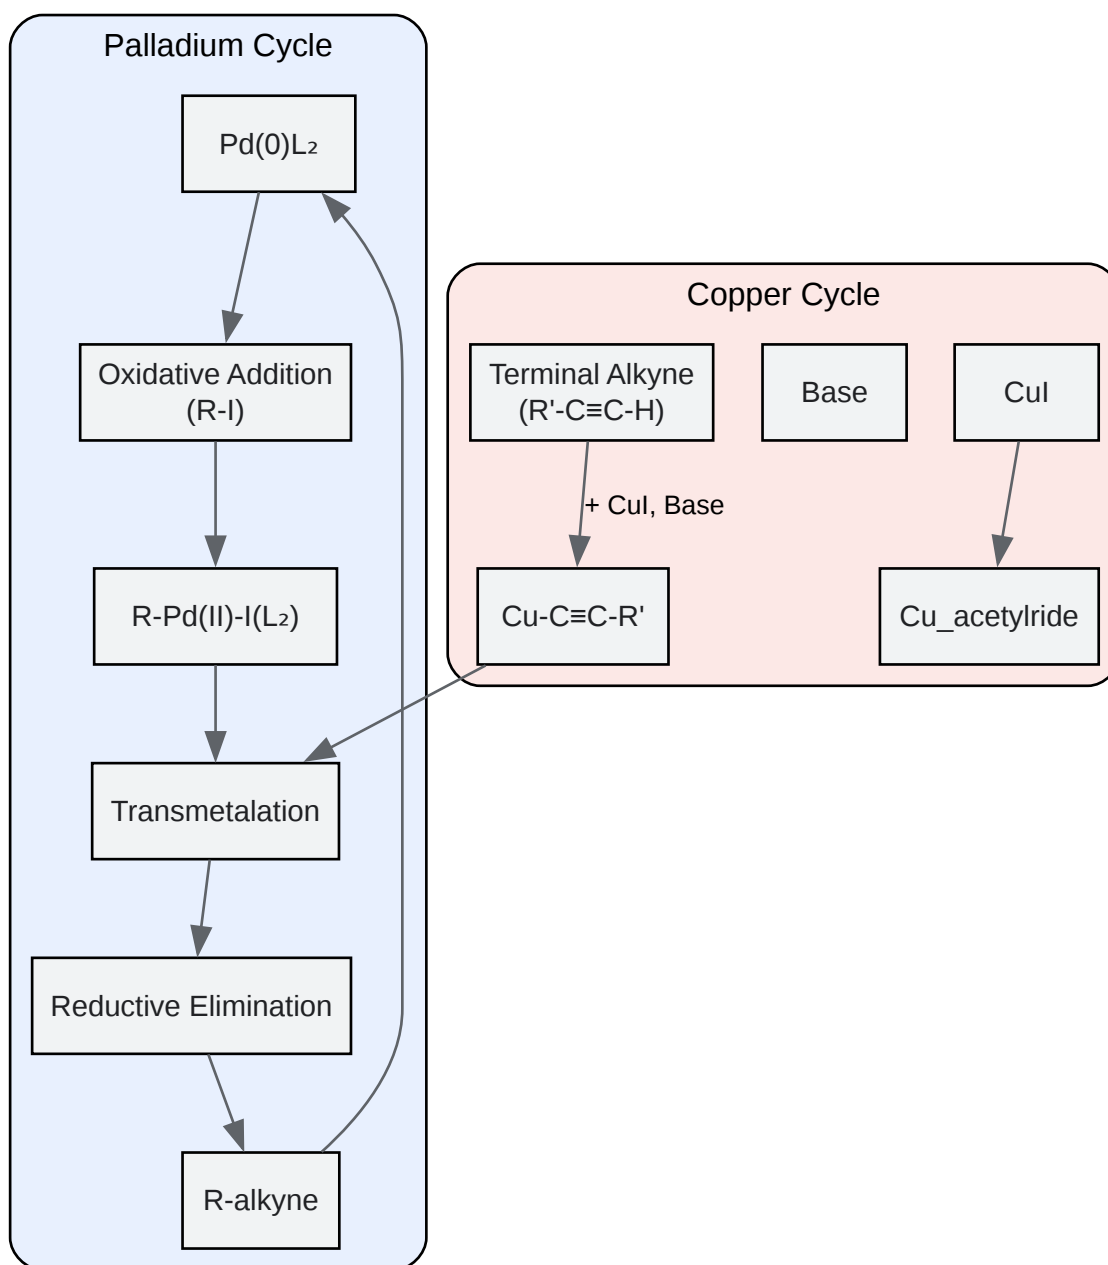 Palladium Cycle
Pd(0)L₂
Oxidative Addition
(R-I)
R-Pd(II)-I(L₂)
Transmetalation
Reductive Elimination
R-alkyne
Copper Cycle
Terminal Alkyne
(R'-C≡C-H)
Base
CuI
+ CuI, Base
Cu-C≡C-R'
Cu_acetylride